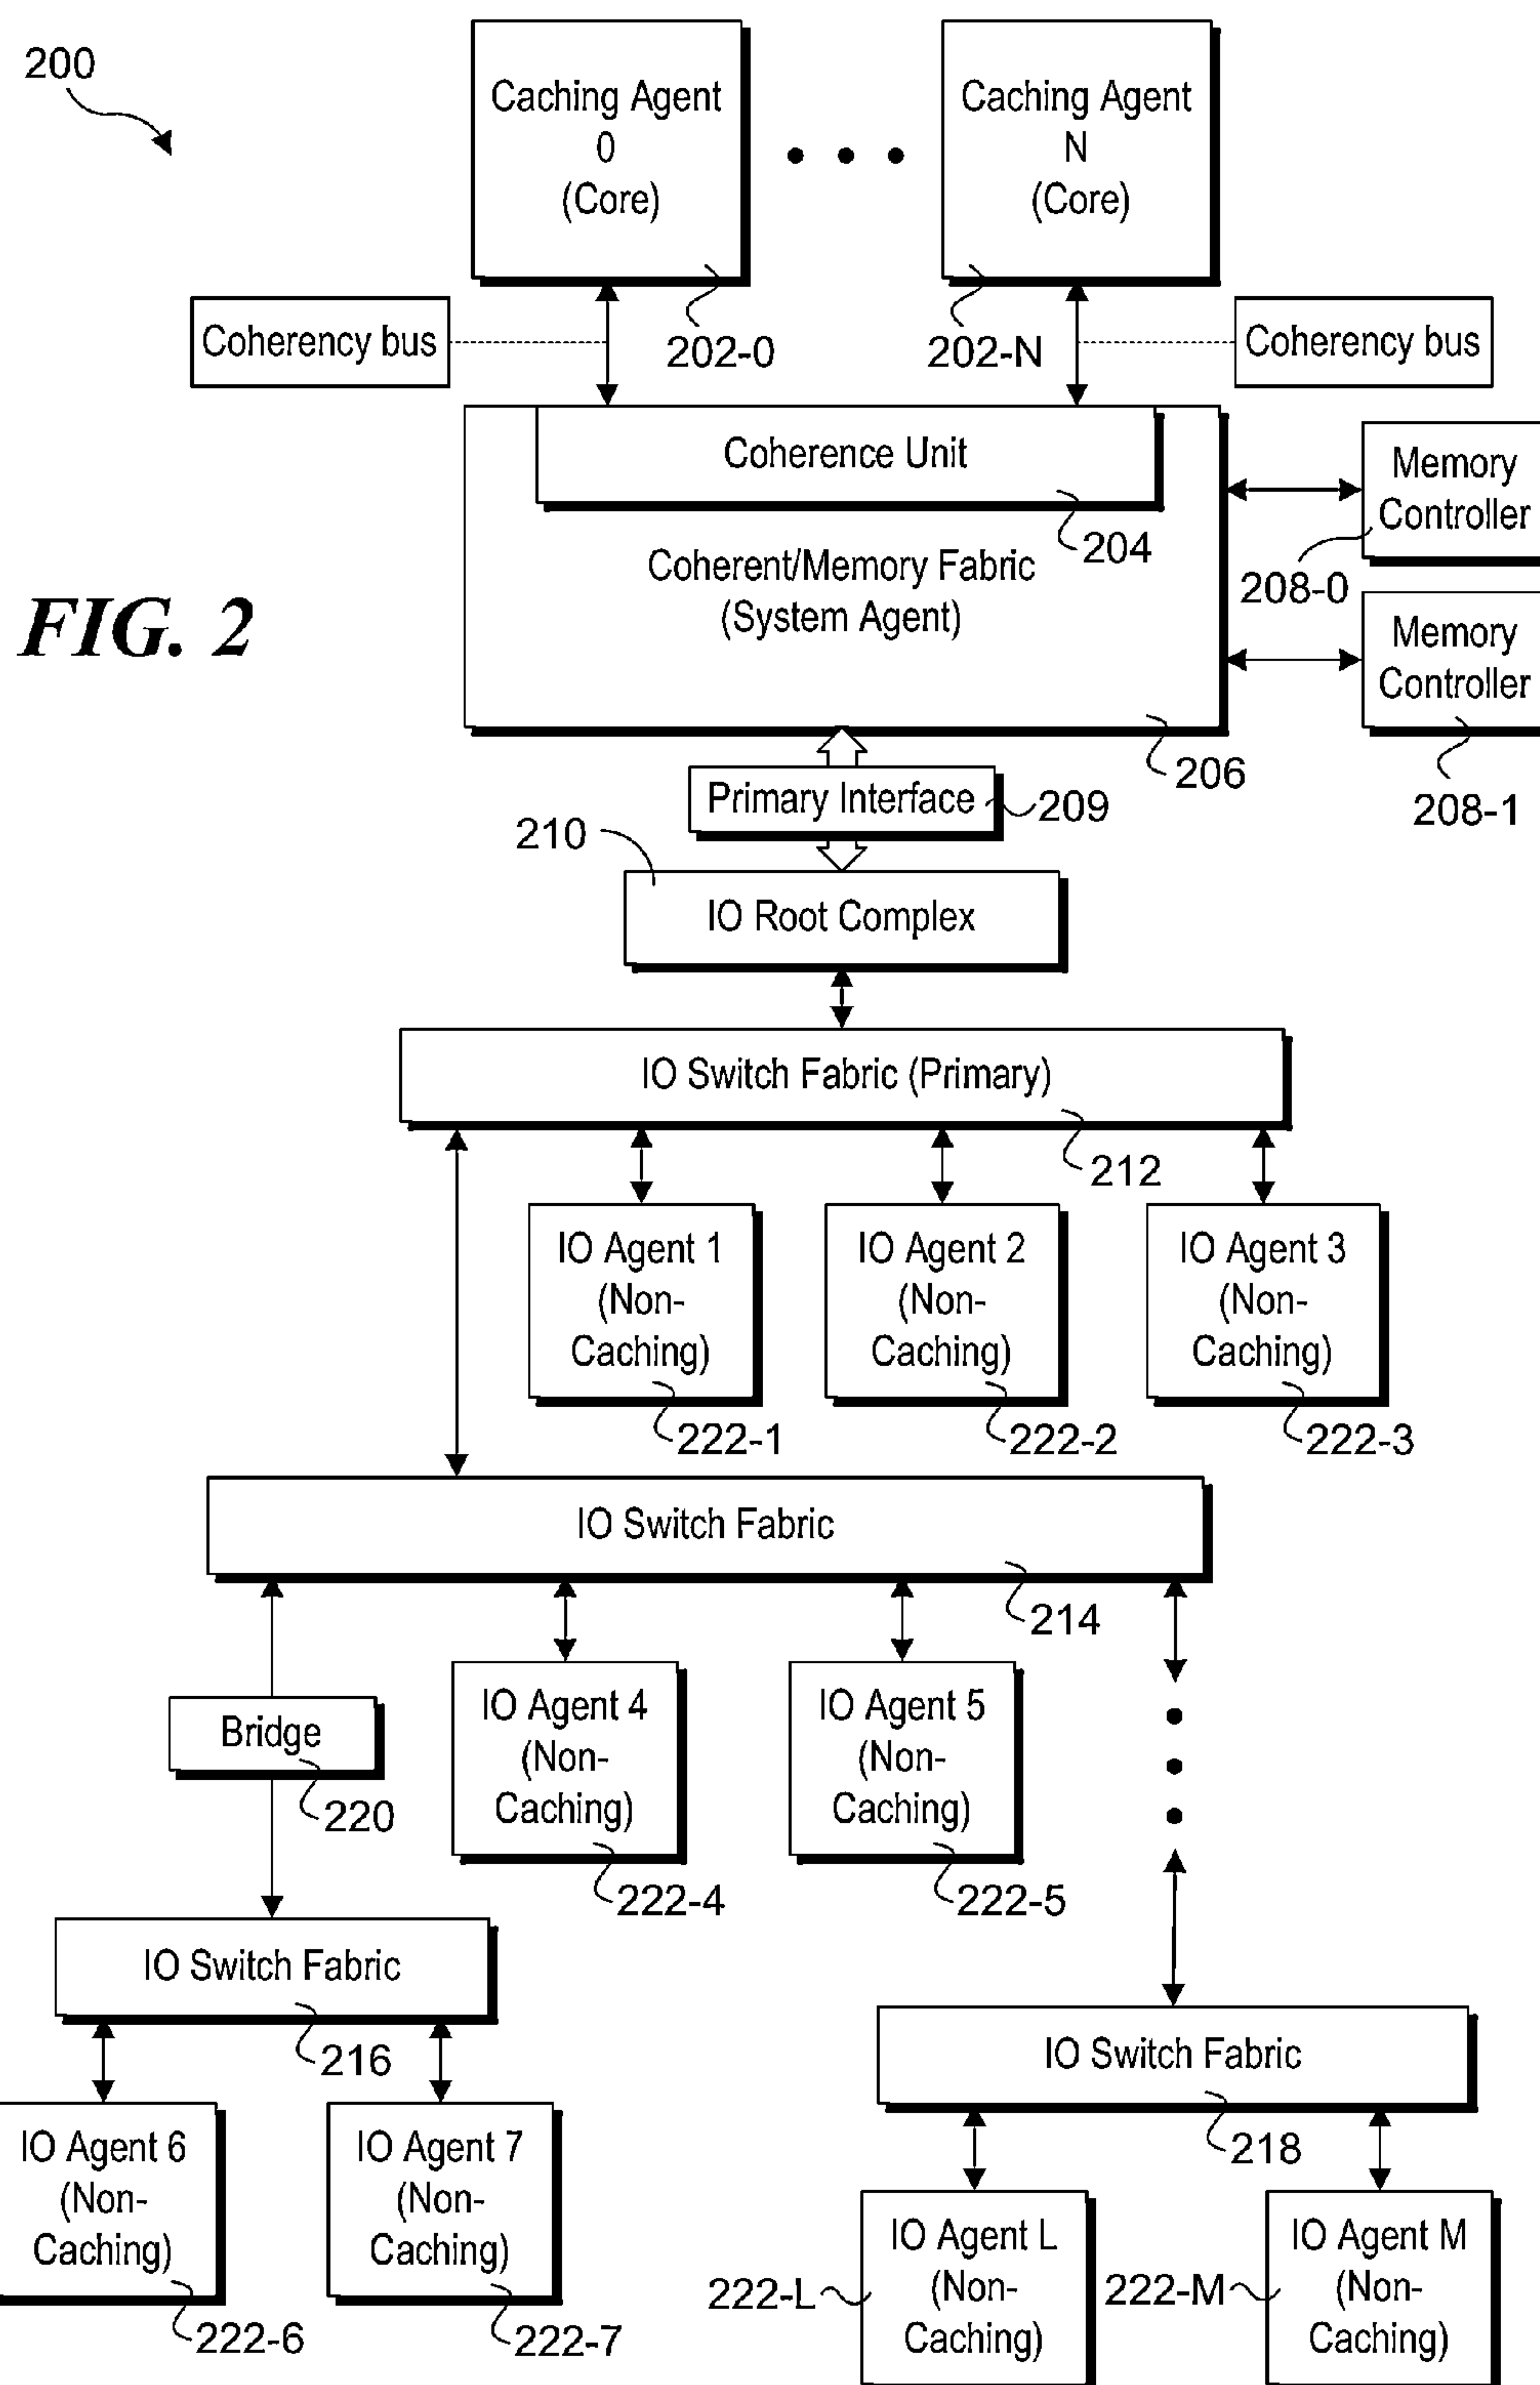 200
Caching Agent
0
(Core)
Caching Agent
N
(Core)
Coherency bus
202-0
202-N
Coherency bus
Coherence Unit
204
Coherent/Memory Fabric
(System Agent)
206
Memory
Controller
208-0
Memory
Controller
208-1
FIG. 2
Primary Interface
209
210
IO Root Complex
IO Switch Fabric (Primary)
212
IO Agent 1
(Non-
Caching)
222-1
IO Agent 2
(Non-
Caching)
222-2
IO Agent 3
(Non-
Caching)
222-3
IO Switch Fabric
214
Bridge
220
IO Agent 4
(Non-
Caching)
222-4
IO Agent 5
(Non-
Caching)
222-5
IO Switch Fabric
216
IO Switch Fabric
218
IO Agent 6
(Non-
Caching)
222-6
IO Agent 7
(Non-
Caching)
222-7
IO Agent L
(Non-
Caching)
222-L
IO Agent M
(Non-
Caching)
222-M